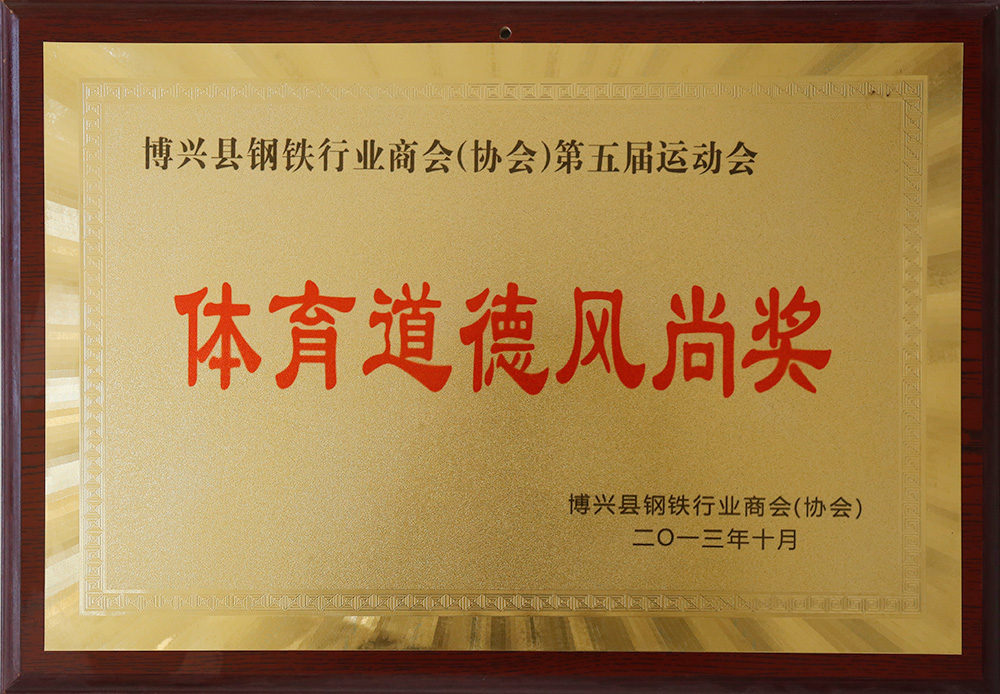 博兴县钢铁行业商会(协会)第五届运动会
体育道德风尚奖
博兴县钢铁行业商会(协会)
二〇一三年十月